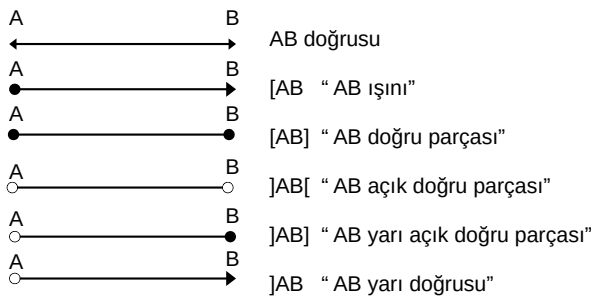 A B
AB doğrusu
A B
[AB “ AB ışını”
A B
[AB] “ AB doğru parçası”
A B
]AB[ “ AB açık doğru parçası”
A B
]AB] “ AB yarı açık doğru parçası”
A B
]AB “ AB yarı doğrusu”